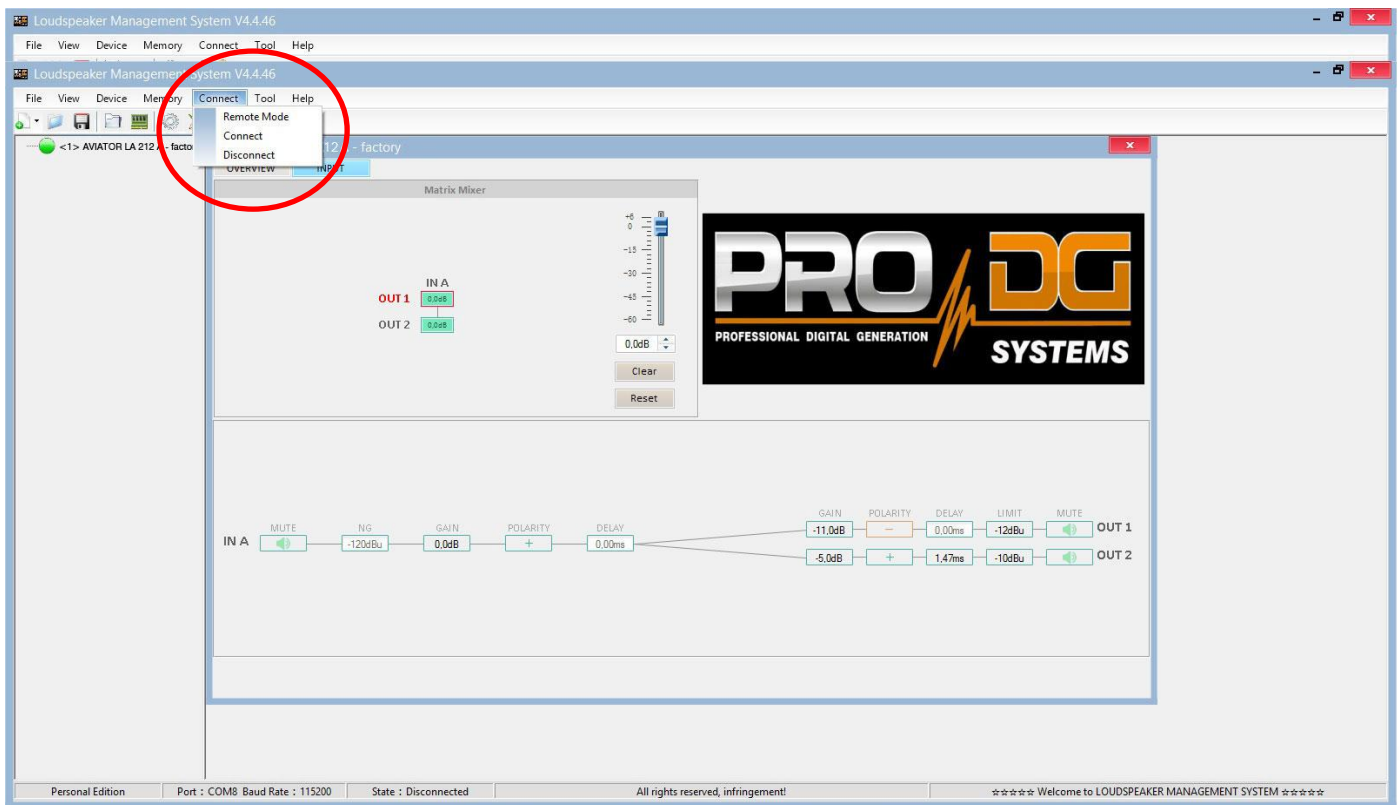 Loudspeaker Management System V4.4.46
File View Device Memory Connect Tool Help
Loudspeaker Management System V4.4.46
File View Device Memory Connect Tool Help
Remote Mode
Connect
Disconnect
<1> AVIATOR LA 212 A - facto
12 - factory
OVERVIEW INPUT
Matrix Mixer
+6
0
-15
-30
-45
-60
IN A
OUT 1 0,0dB
OUT 2 0,0dB
0,0dB
Clear
Reset
PRO DG
PROFESSIONAL DIGITAL GENERATION
SYSTEMS
GAIN POLARITY DELAY LIMIT MUTE
-11,0dB − 0,00ms -12dBu OUT 1
MUTE NG GAIN POLARITY DELAY
IN A -120dBu 0,0dB + 0,00ms
-5,0dB + 1,47ms -10dBu OUT 2
Personal Edition Port : COM8 Baud Rate : 115200 State : Disconnected All rights reserved, infringement! ☆☆☆☆☆ Welcome to LOUDSPEAKER MANAGEMENT SYSTEM ☆☆☆☆☆